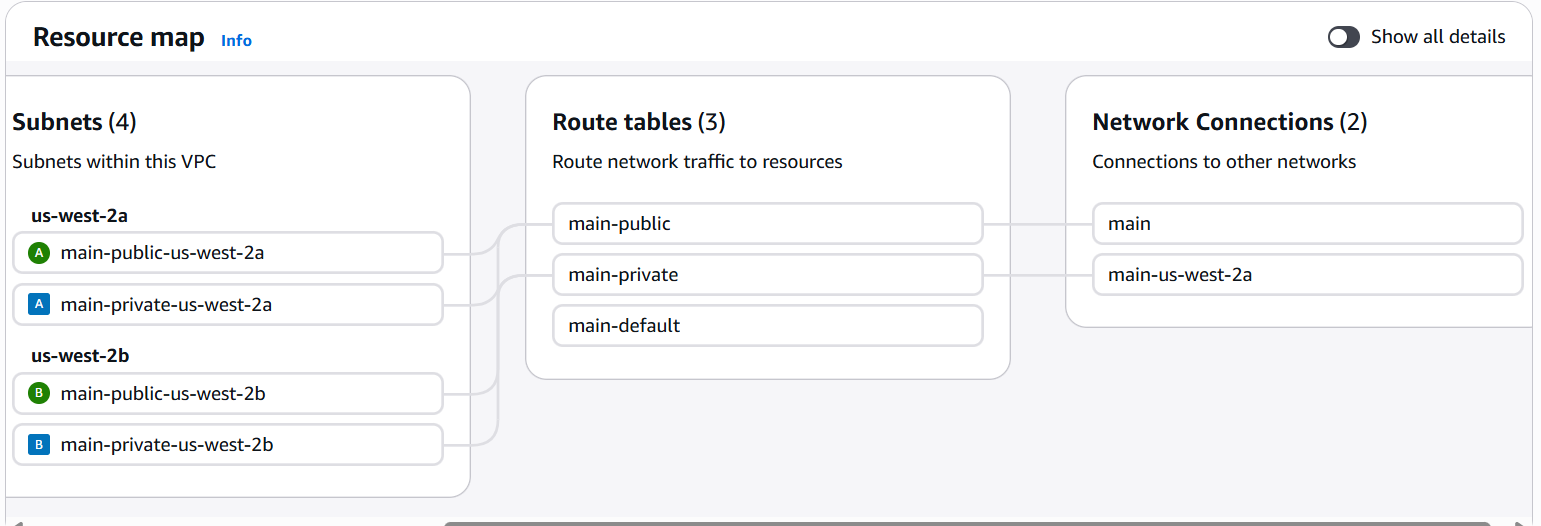 Resource map Info
Show all details
Subnets (4)
Subnets within this VPC
us-west-2a
A main-public-us-west-2a
A main-private-us-west-2a
us-west-2b
B main-public-us-west-2b
B main-private-us-west-2b
Route tables (3)
Route network traffic to resources
main-public
main-private
main-default
Network Connections (2)
Connections to other networks
main
main-us-west-2a